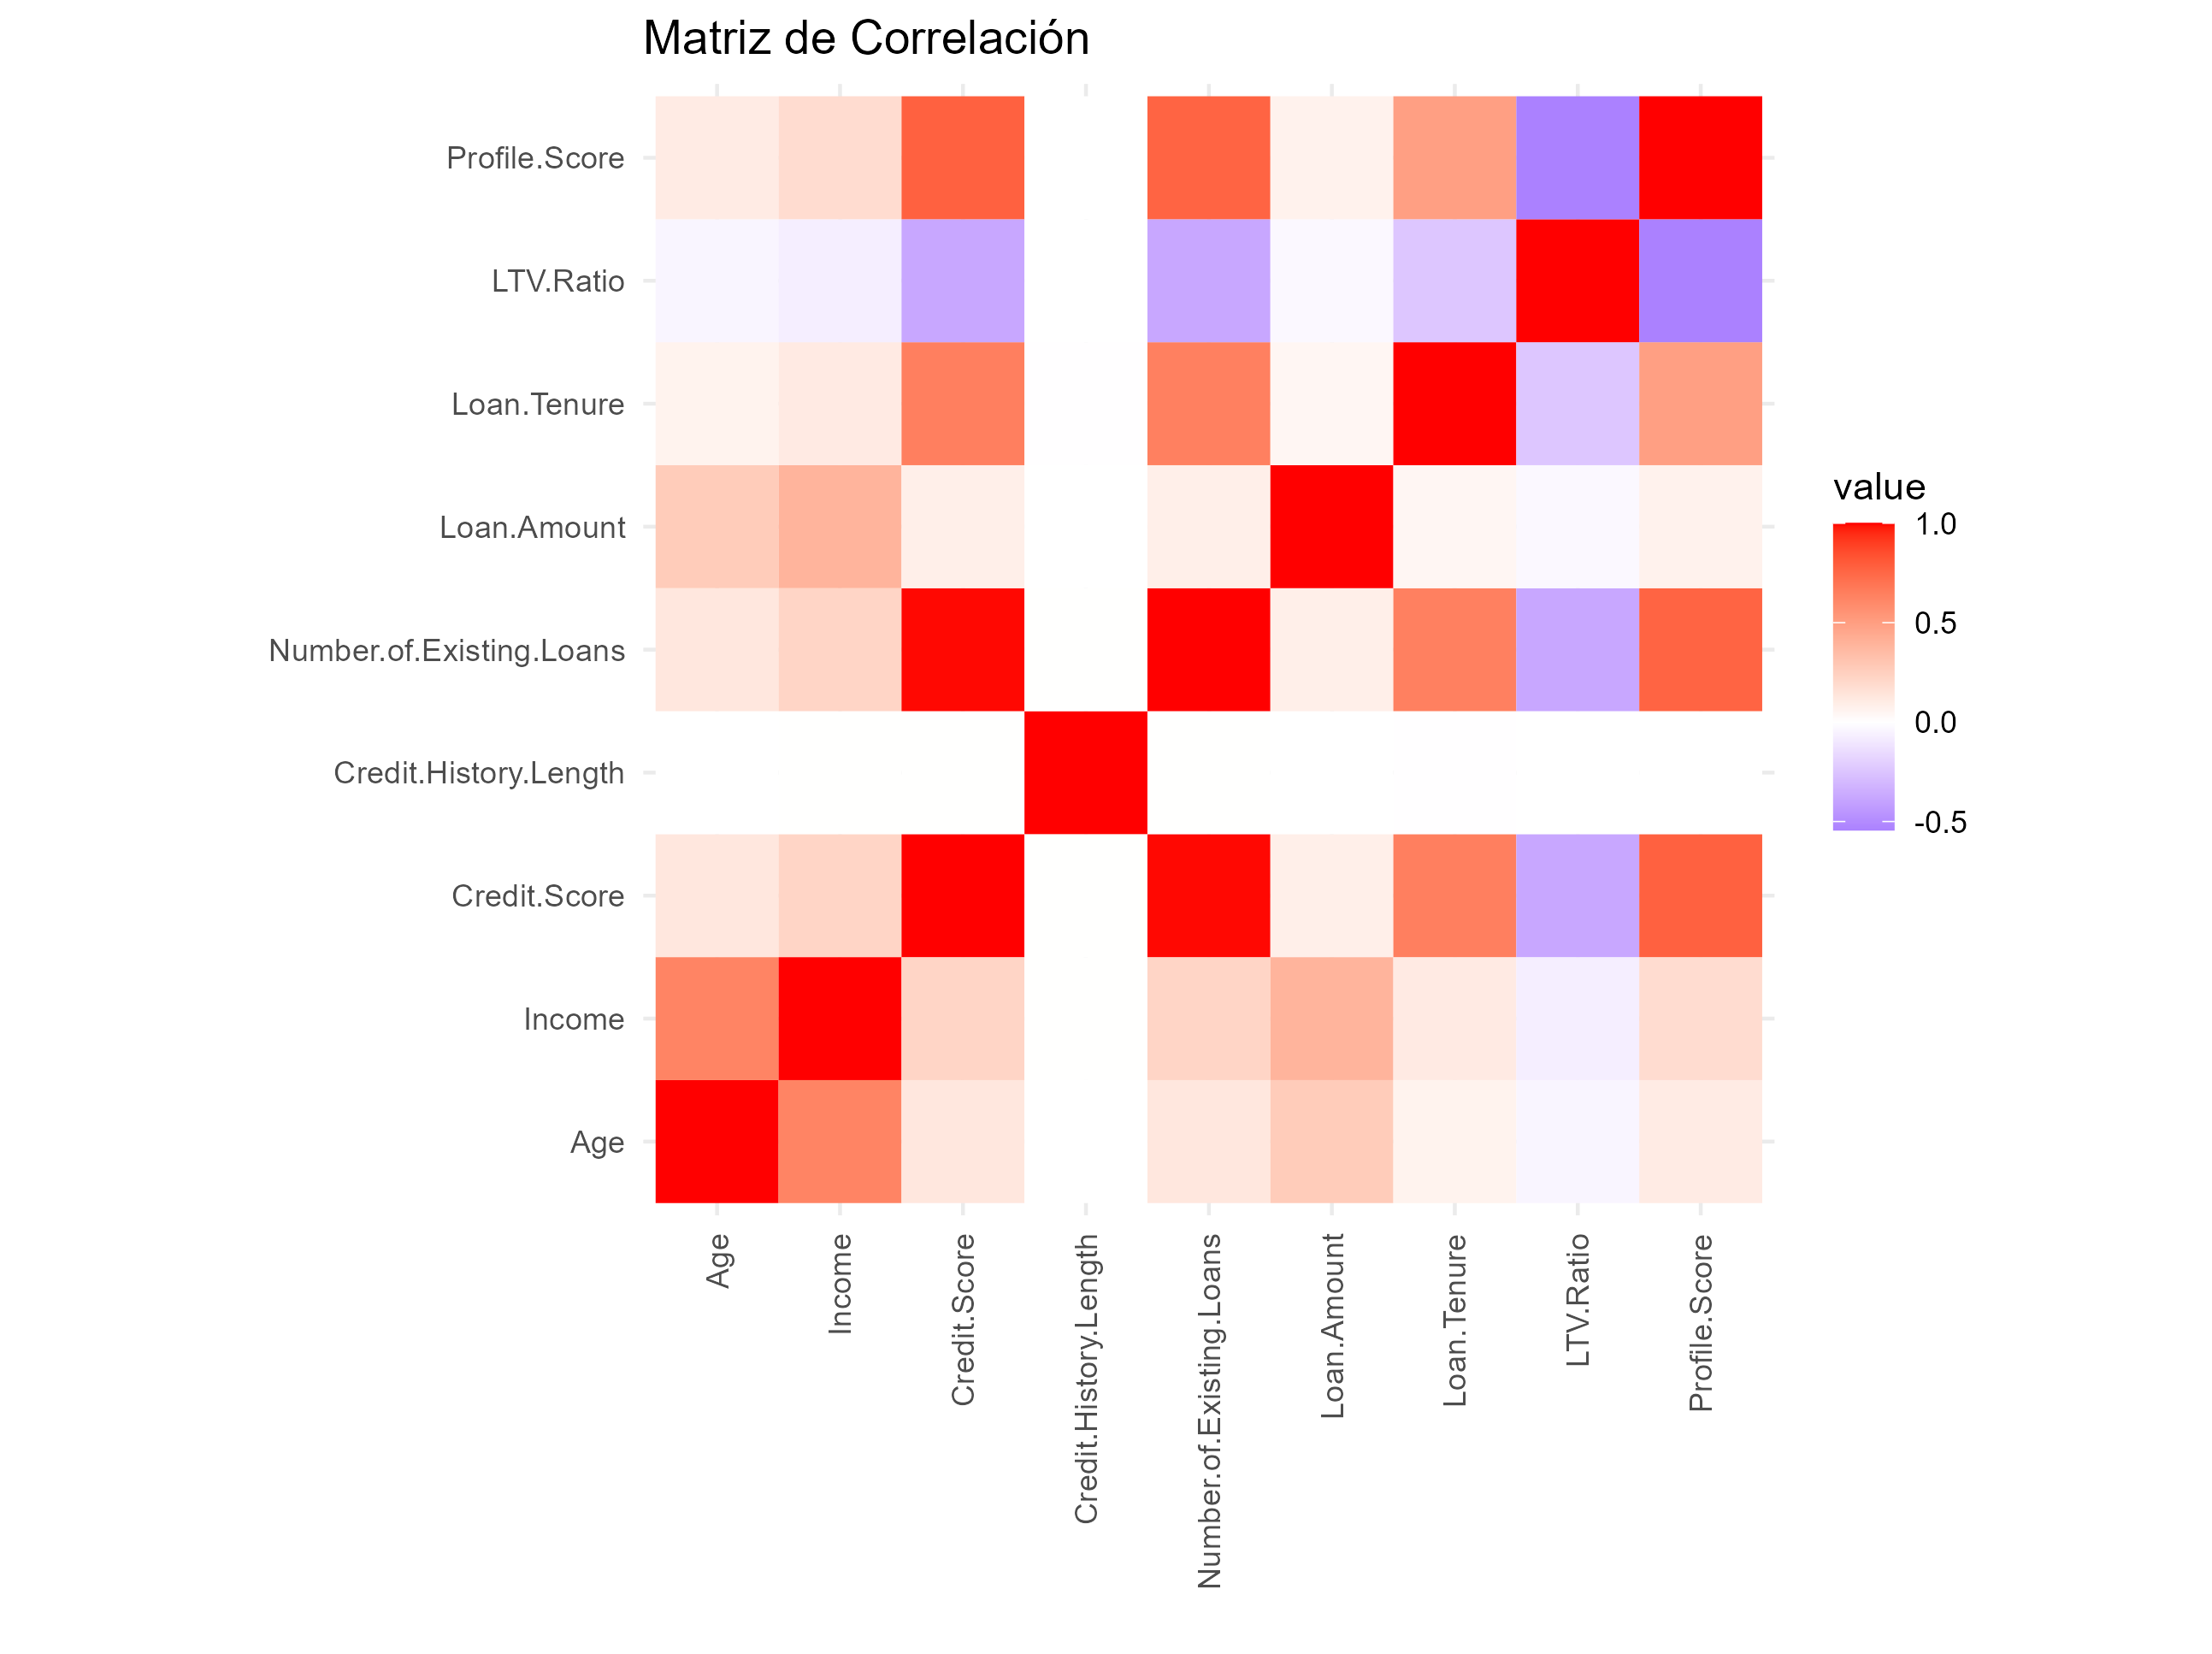 Matriz de Correlación
Profile.Score
LTV.Ratio
Loan.Tenure
Loan.Amount
Number.of.Existing.Loans
Credit.History.Length
Credit.Score
Income
Age
Age
Income
Credit.Score
Credit.History.Length
Number.of.Existing.Loans
Loan.Amount
Loan.Tenure
LTV.Ratio
Profile.Score
value
1.0
0.5
0.0
-0.5